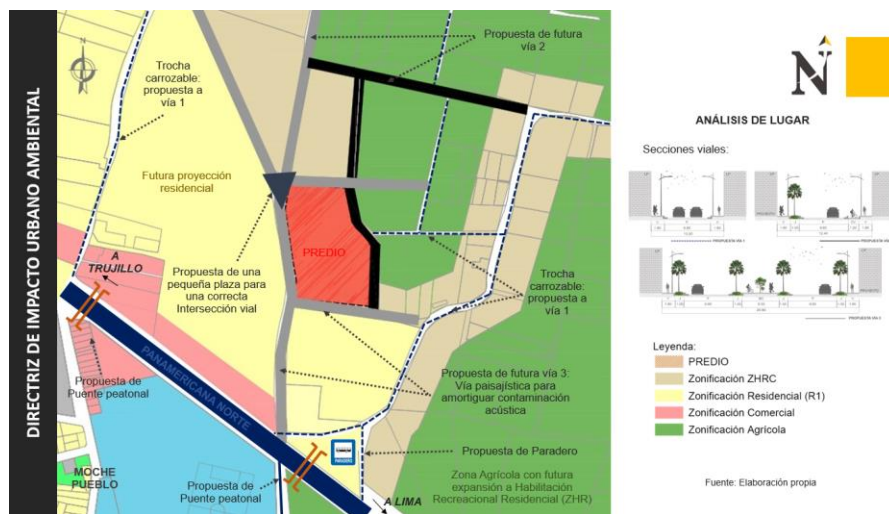 DIRECTRIZ DE IMPACTO URBANO AMBIENTAL
Trocha
carrozable:
propuesta a
vía 1
Propuesta de futura
vía 2
Futura proyección
residencial
PREDIO
A
TRUJILLO
Propuesta de una
pequeña plaza para
una correcta
Intersección vial
Trocha
carrozable:
propuesta a
vía 1
Propuesta de
Puente peatonal
PANAMERICANA NORTE
Propuesta de futura vía 3:
Vía paisajística para
amortiguar contaminación
acústica
MOCHE
PUEBLO
Propuesta de
Puente peatonal
PARADERO
Propuesta de Paradero
A LIMA
Zona Agrícola con futura
expansión a Habilitación
Recreacional Residencial (ZHR)
N
ANÁLISIS DE LUGAR
Secciones viales:
Leyenda:
PREDIO
Zonificación ZHRC
Zonificación Residencial (R1)
Zonificación Comercial
Zonificación Agrícola
Fuente: Elaboración propia